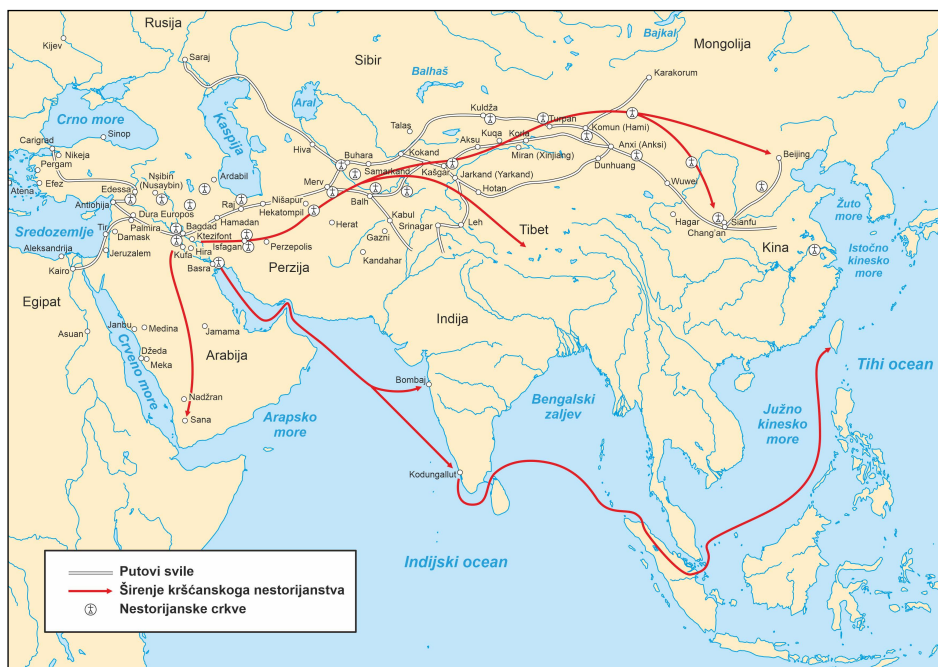 Rusija
Kijev
Saraj
Sibir
Bajkal
Mongolija
Balhaš
Karakorum
Aral
Crno more
Sinop
Kaspija
Talas
Kuldža
Turpan
Komun (Hami)
Carigrad
Nikeja
Pergam
Efez
Atena
Hiva
Buhara
Kokand
Aksu
Kuqa
Korla
Anxi (Anksi)
Beijing
Samarkand
Kašgar
Miran (Xinjiang)
Nsibin
(Nusaybin)
Ardabil
Edessa
Merv
Jarkand (Yarkand)
Dunhuang
Antiohija
Nišapur
Balh
Hotan
Wuwei
Raj
Hekatompil
Dura Europos
Hamadan
Palmira
Bagdad
Herat
Kabul
Srinagar
Leh
Tibet
Hagar
Sianfu
Chang'an
Žuto
more
Sredozemlje
Tir
Damask
Ktezifont
Isfagan
Perzepolis
Gazni
Kina
Istočno
kinesko
more
Aleksandrija
Jeruzalem
Kufa
Hira
Kandahar
Kairo
Basra
Perzija
Egipat
Asuan
Janbu
Medina
Jamama
Indija
Džeda
Meka
Arabija
Crveno more
Bombaj
Tihi ocean
Nadžran
Sana
Arapsko
more
Bengalski
zaljev
Južno
kinesko
more
Kodungallut
Indijski ocean
Putovi svile
Širenje kršćanskoga nestorijanstva
Nestorijanske crkve